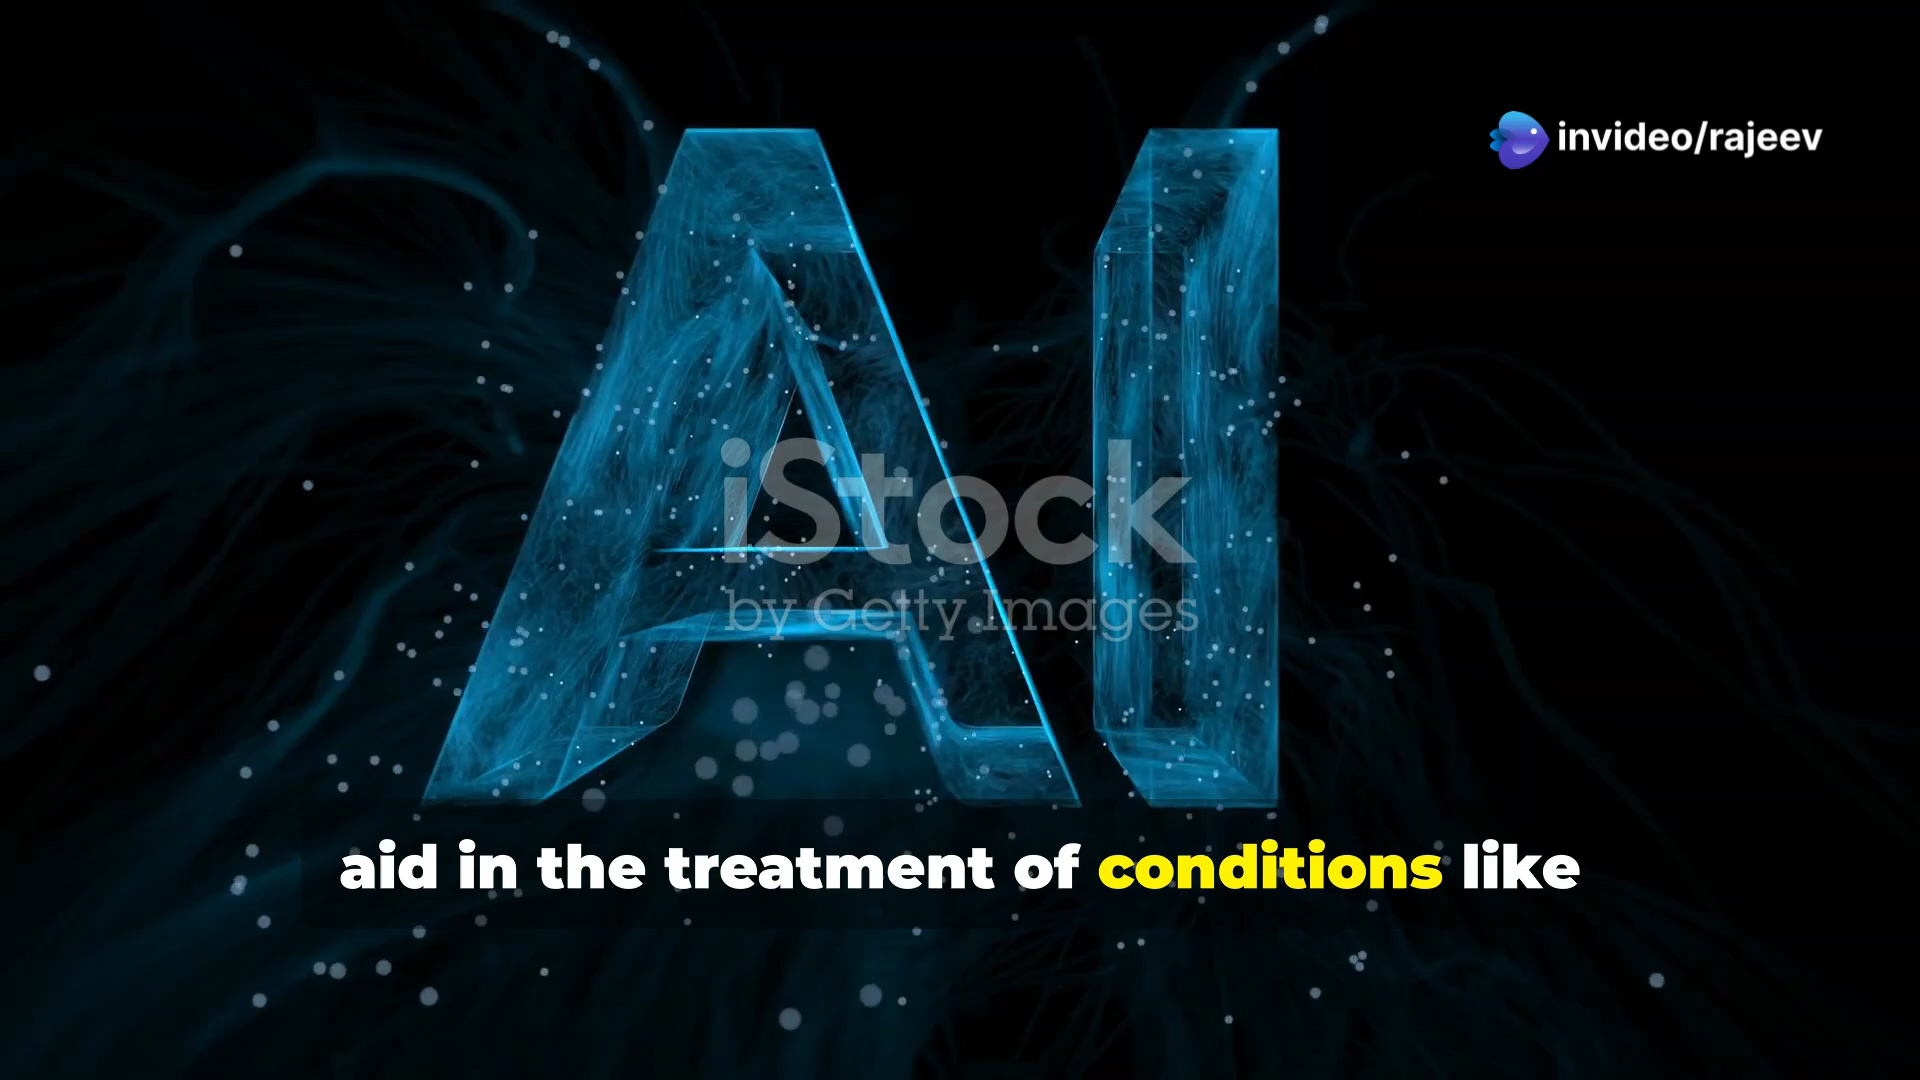 AI
invideo/rajeev
iStock
by Getty Images
aid in the treatment of conditions like